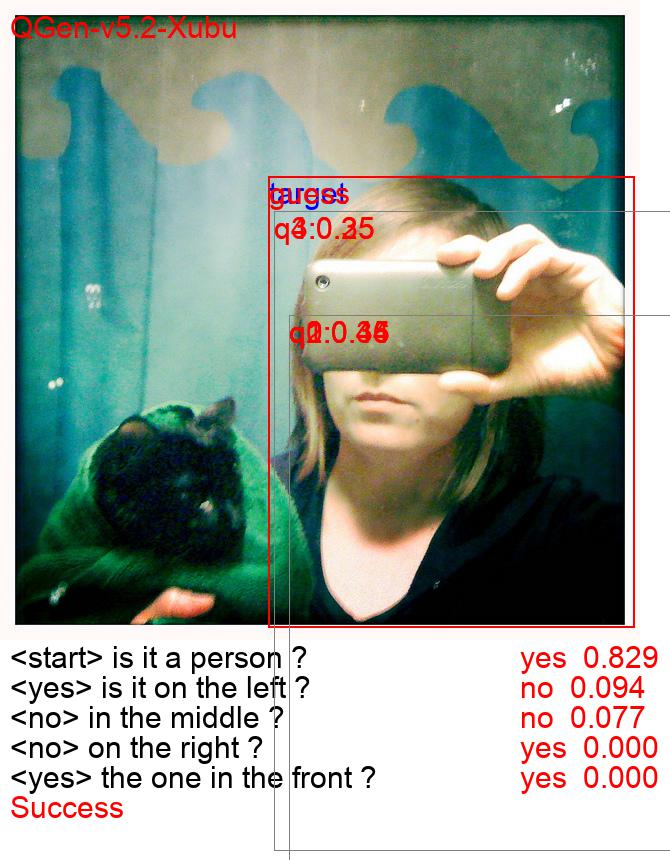 QGen-v5.2-Xubu
target
guess
<start> is it a person ? yes 0.829
<yes> is it on the left ? no 0.094
<no> in the middle ? no 0.077
<no> on the right ? yes 0.000
<yes> the one in the front ? yes 0.000
Success